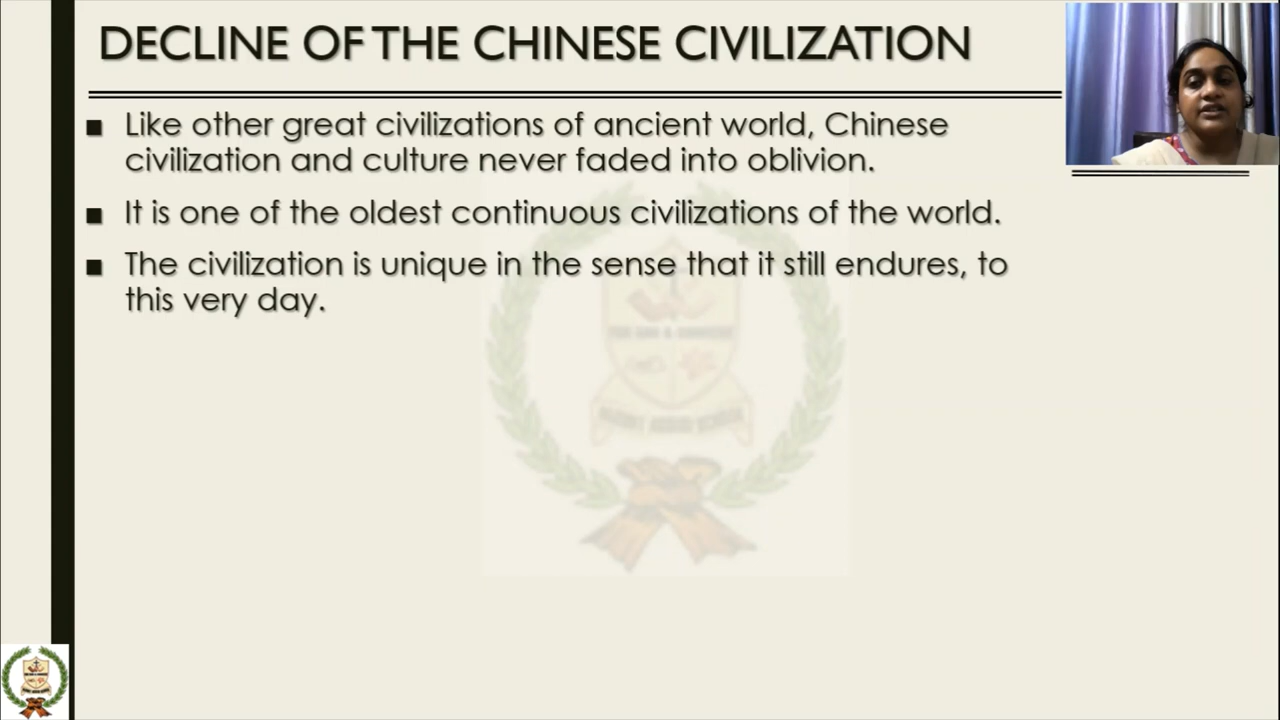 DECLINE OF THE CHINESE CIVILIZATION
Like other great civilizations of ancient world, Chinese
civilization and culture never faded into oblivion.
It is one of the oldest continuous civilizations of the world.
The civilization is unique in the sense that it still endures, to
this very day.